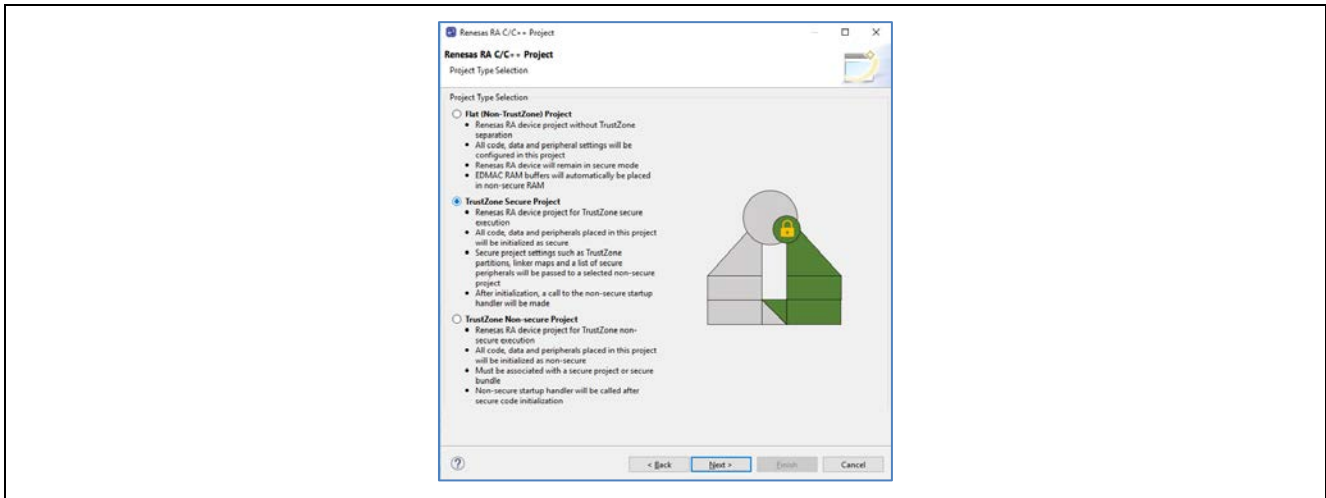 Renesas RA C/C++ Project
Renesas RA C/C++ Project
Project Type Selection
Project Type Selection
Flat (Non-TrustZone) Project
• Renesas RA device project without TrustZone
separation
• All code, data and peripheral settings will be
configured in this project
• Renesas RA device will remain in secure mode
• EDMAC RAM buffers will automatically be placed
in non-secure RAM
TrustZone Secure Project
• Renesas RA device project for TrustZone secure
execution
• All code, data and peripherals placed in this project
will be initialized as secure
• Secure project settings such as TrustZone
partitions, linker maps and a list of secure
peripherals will be passed to a selected non-secure
project
• After initialization, a call to the non-secure startup
handler will be made
TrustZone Non-secure Project
• Renesas RA device project for TrustZone non-
secure execution
• All code, data and peripherals placed in this project
will be initialized as non-secure
• Must be associated with a secure project or secure
bundle
• Non-secure startup handler will be called after
secure code initialization
? < Back Next > Finish Cancel